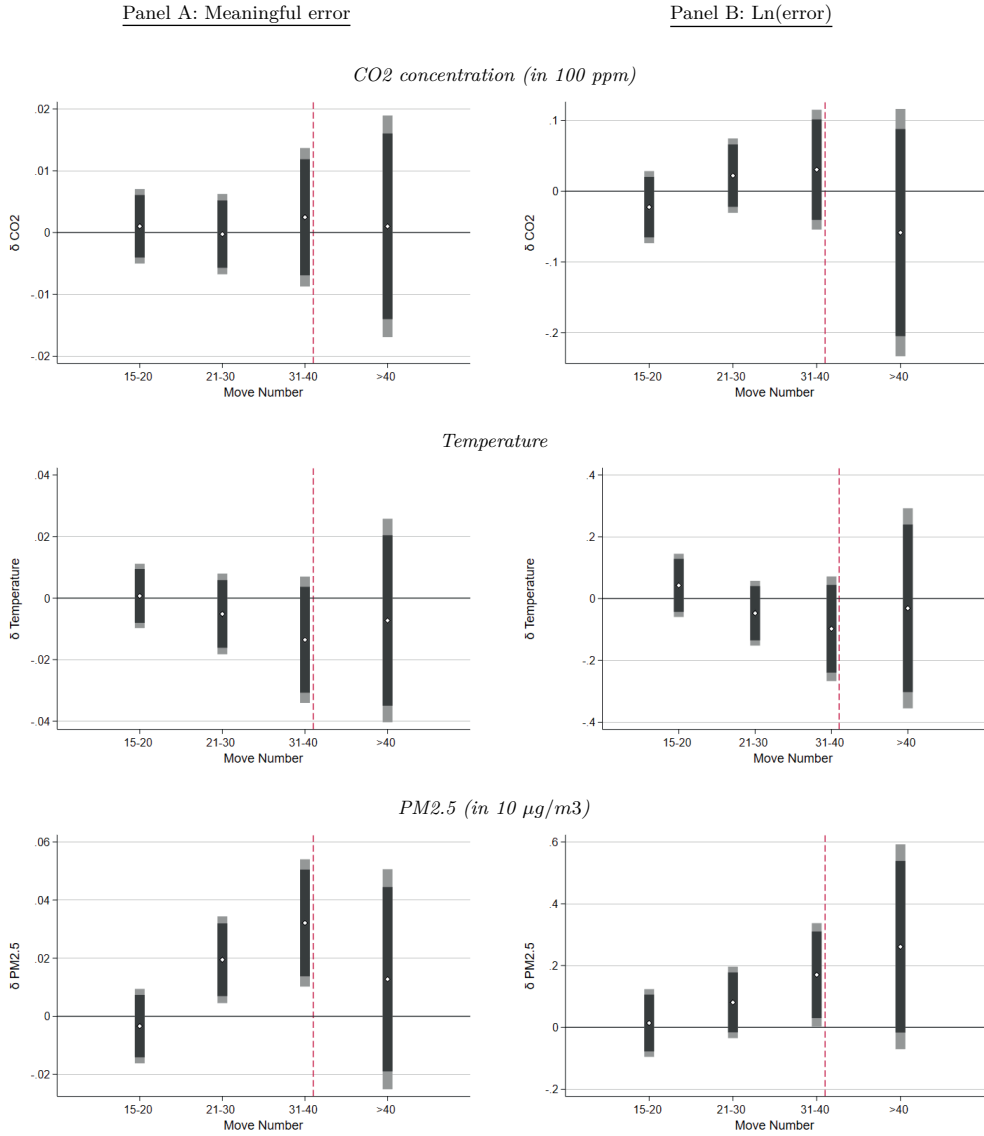 Panel A: Meaningful error
Panel B: Ln(error)
CO2 concentration (in 100 ppm)
.02
.01
0
-.01
-.02
δ CO2
15-20 21-30 31-40 >40
Move Number
.1
0
-.1
-.2
δ CO2
15-20 21-30 31-40 >40
Move Number
Temperature
.04
.02
0
-.02
-.04
δ Temperature
15-20 21-30 31-40 >40
Move Number
.4
.2
0
-.2
-.4
δ Temperature
15-20 21-30 31-40 >40
Move Number
PM2.5 (in 10 μg/m3)
.06
.04
.02
0
-.02
δ PM2.5
15-20 21-30 31-40 >40
Move Number
.6
.4
.2
0
-.2
δ PM2.5
15-20 21-30 31-40 >40
Move Number